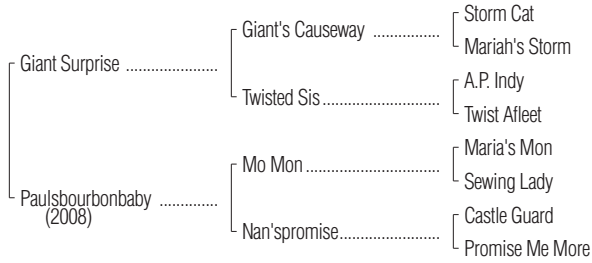 Storm Cat
Giant's Causeway ................
Mariah's Storm
Giant Surprise ......................
A.P. Indy
Twisted Sis............................
Twist Afleet
Maria's Mon
Mo Mon................................
Sewing Lady
Paulsbourbonbaby ..............
(2008)
Castle Guard
Nan'spromise........................
Promise Me More